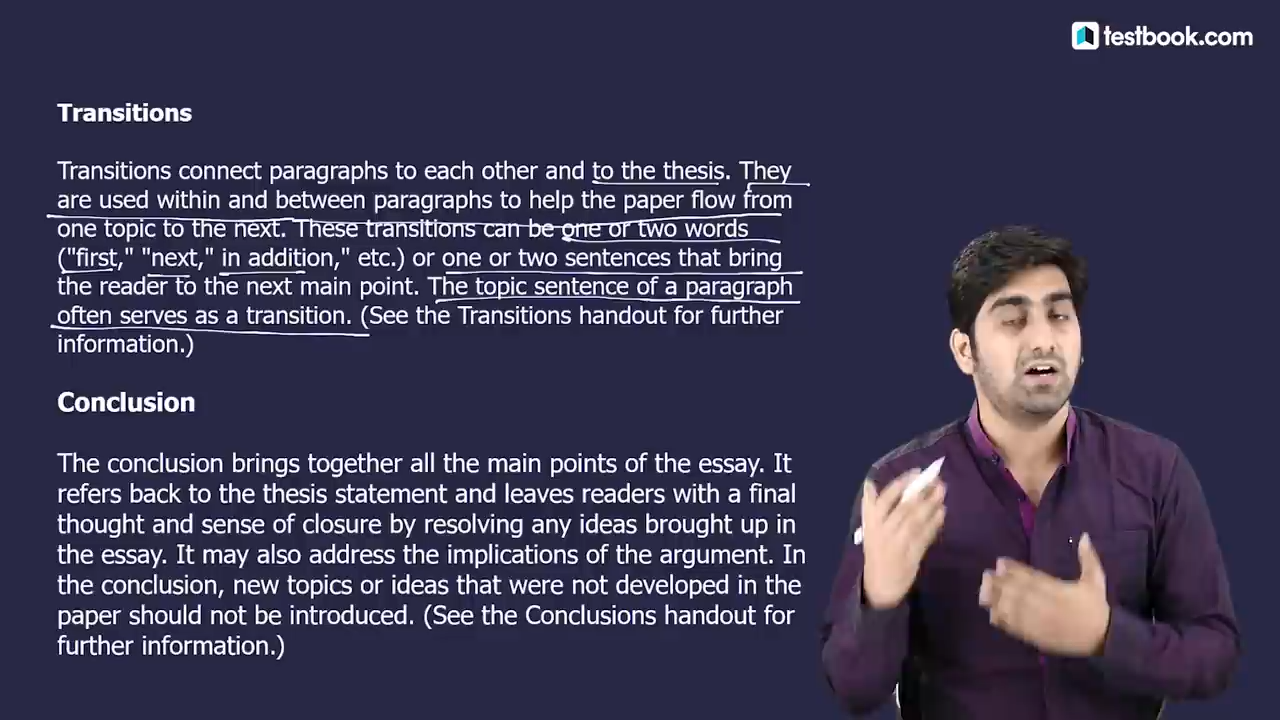 testbook.com
Transitions
Transitions connect paragraphs to each other and to the thesis. They
are used within and between paragraphs to help the paper flow from
one topic to the next. These transitions can be one or two words
("first," "next," in addition," etc.) or one or two sentences that bring
the reader to the next main point. The topic sentence of a paragraph
often serves as a transition. (See the Transitions handout for further
information.)
Conclusion
The conclusion brings together all the main points of the essay. It
refers back to the thesis statement and leaves readers with a final
thought and sense of closure by resolving any ideas brought up in
the essay. It may also address the implications of the argument. In
the conclusion, new topics or ideas that were not developed in the
paper should not be introduced. (See the Conclusions handout for
further information.)